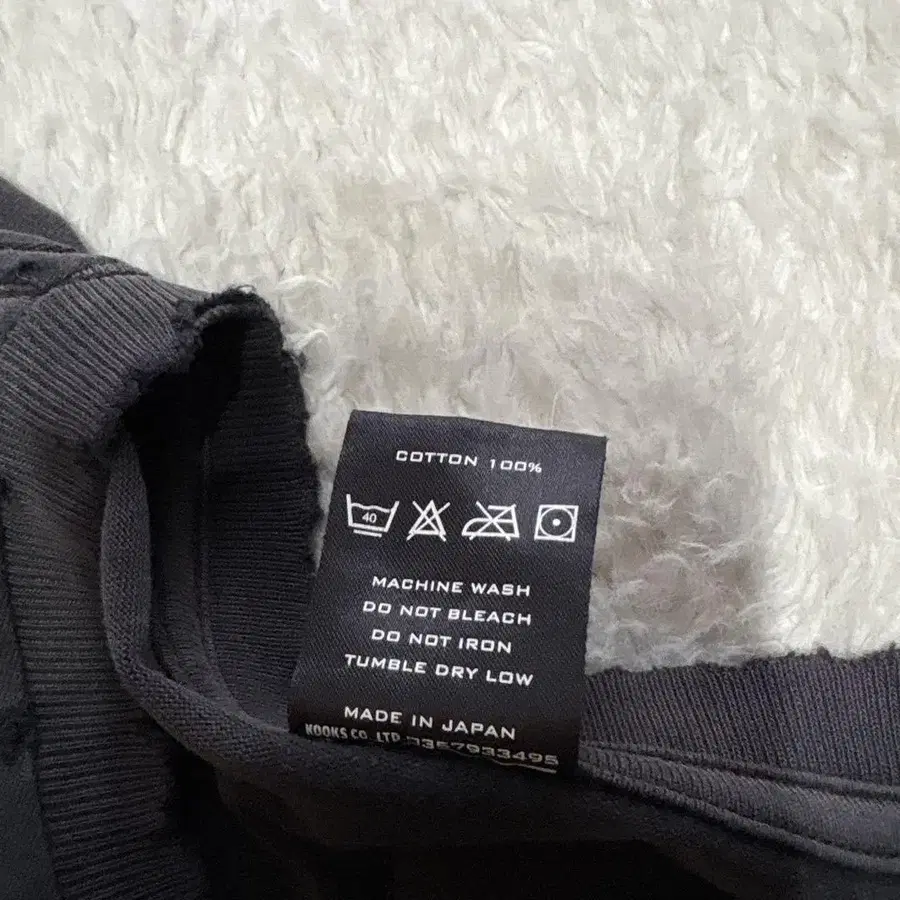 COTTON 100%
40
MACHINE WASH
DO NOT BLEACH
DO NOT IRON
TUMBLE DRY LOW
MADE IN JAPAN
KOOKS CO. LTD 0357933495